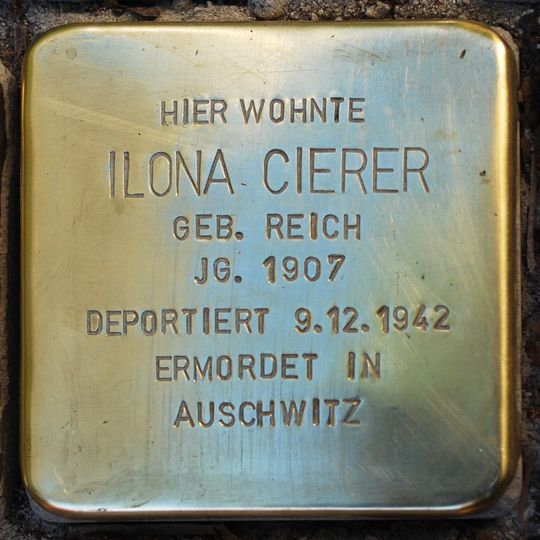 HIER WOHNTE
ILONA CIERER
GEB. REICH
JG. 1907
DEPORTIERT 9.12.1942
ERMORDET IN
AUSCHWITZ